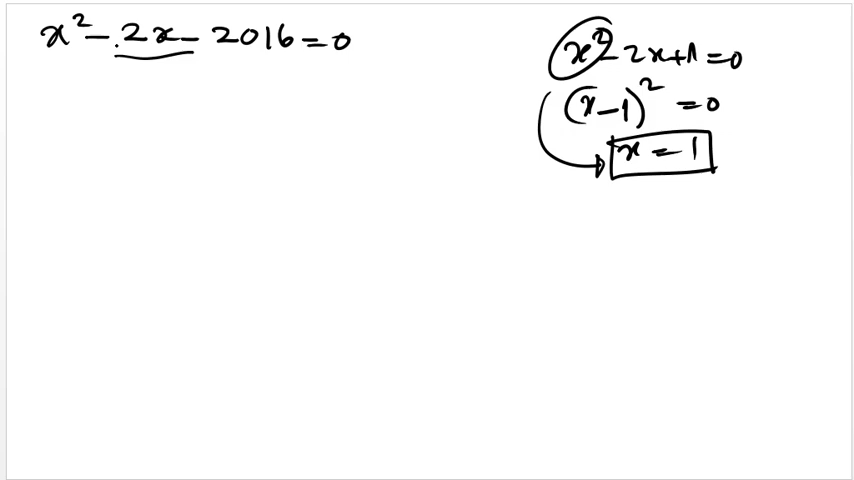 x² - 2x - 2016 = 0
x² - 2x + 1 = 0
(x - 1)² = 0
x = 1